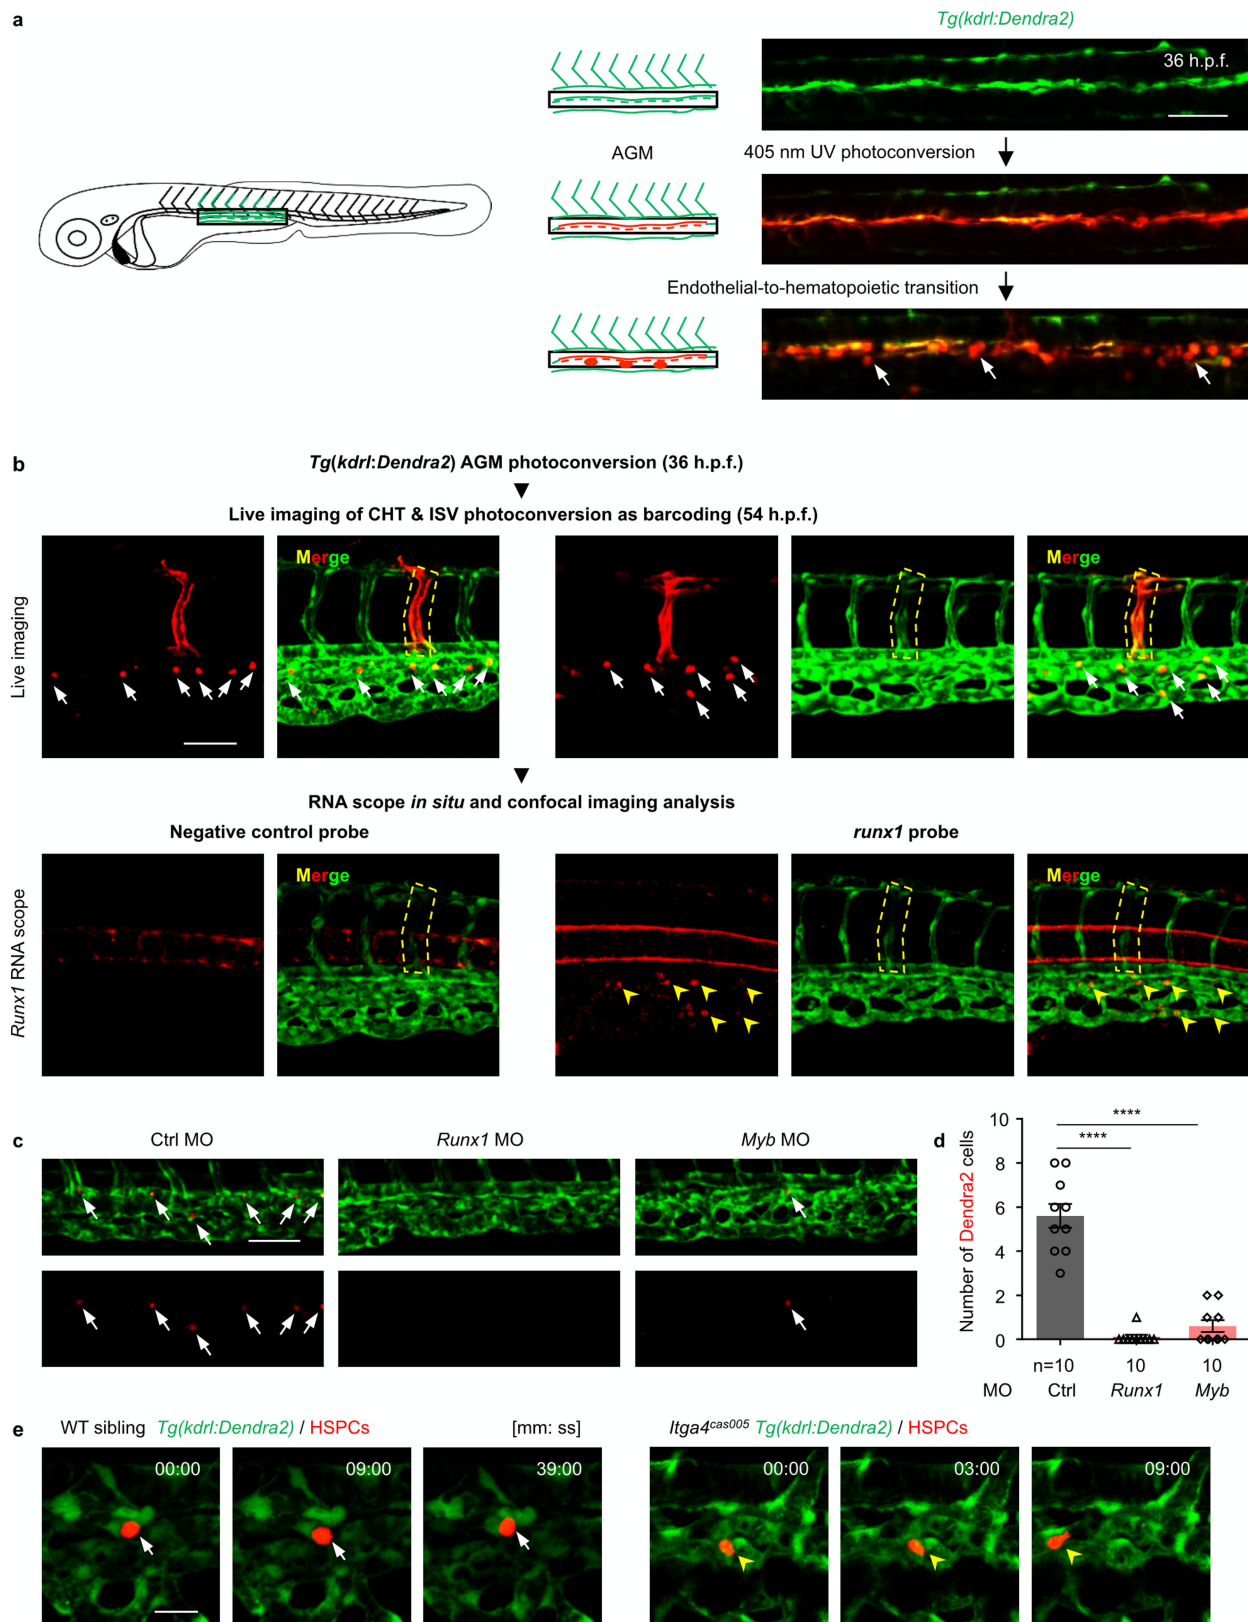 a
Tg(kdrl:Dendra2)
36 h.p.f.
AGM
405 nm UV photoconversion
Endothelial-to-hematopoietic transition
b
Tg(kdrl:Dendra2) AGM photoconversion (36 h.p.f.)
Live imaging of CHT & ISV photoconversion as barcoding (54 h.p.f.)
Live imaging
Merge
Merge
RNA scope in situ and confocal imaging analysis
Negative control probe
runx1 probe
Runx1 RNA scope
Merge
Merge
c
Ctrl MO
Runx1 MO
Myb MO
d
Number of Dendra2 cells
10
8
6
4
2
0
****
****
n=10 10 10
MO Ctrl Runx1 Myb
e
WT sibling Tg(kdrl:Dendra2) / HSPCs [mm: ss]
00:00
09:00
39:00
Itga4cas005 Tg(kdrl:Dendra2) / HSPCs
00:00
03:00
09:00